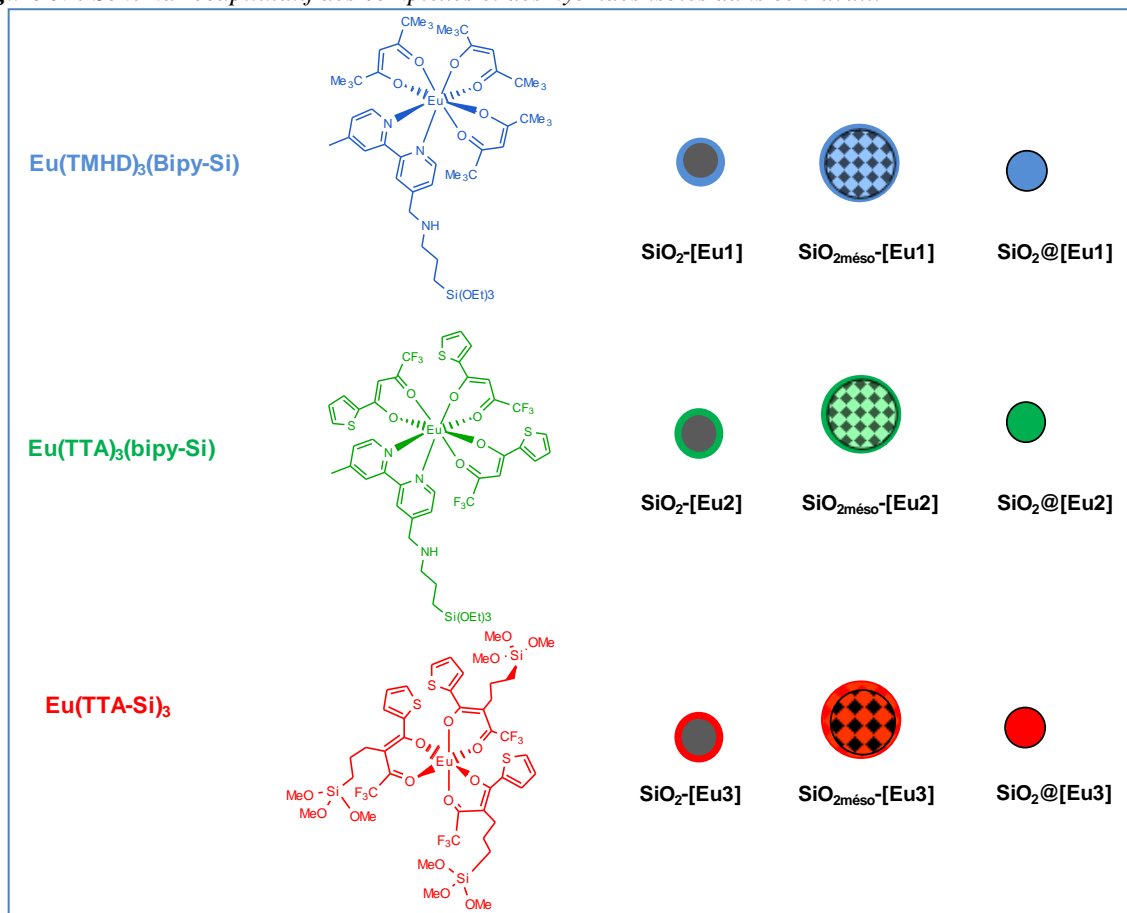 CMe₃
CMe₃
O
O
Me₃C
O
O
CMe₃
Eu
O
CMe₃
N
O
N
Me₃C
NH
Si(OEt)3
Eu(TMHD)₃(Bipy-Si)
SiO₂-[Eu1] SiO₂méso-[Eu1] SiO₂@[Eu1]
S
CF₃
O
S
O
O
O
CF₃
Eu
O
S
N
O
N
F₃C
NH
Si(OEt)3
Eu(TTA)₃(bipy-Si)
SiO₂-[Eu2] SiO₂méso-[Eu2] SiO₂@[Eu2]
MeO
OMe
MeO
Si
S
S
O
O
CF₃
O
Eu
O
S
O
O
Si
MeO
MeO
OMe
F₃C
F₃C
MeO
Si
MeO
OMe
Eu(TTA-Si)₃
SiO₂-[Eu3] SiO₂méso-[Eu3] SiO₂@[Eu3]